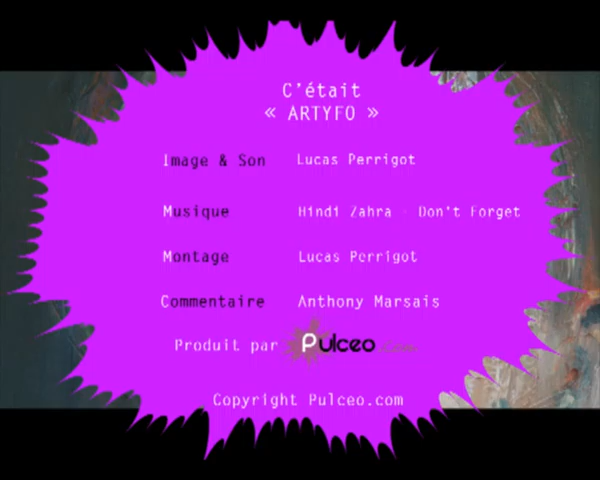 C'était
« ARTYFO »
Image & Son Lucas Perrigot
Musique Hindi Zahra - Don't Forget
Montage Lucas Perrigot
Commentaire Anthony Marsais
Produit par Pulceo
Copyright Pulceo.com